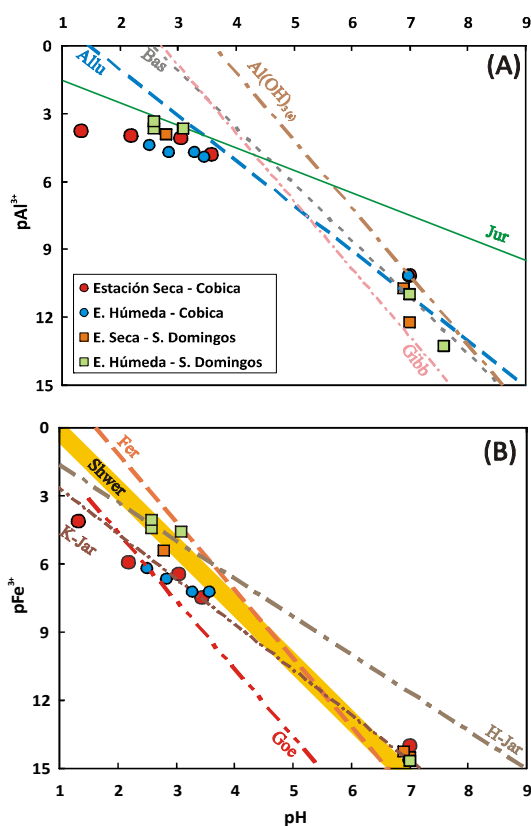 1 2 3 4 5 6 7 8 9
(A)
0
3
6
9
12
15
pAl³⁺
Allu
Bas
Al(OH)₃₍ₐ₎
Jur
Gibb
Estación Seca - Cobica
E. Húmeda - Cobica
E. Seca - S. Domingos
E. Húmeda - S. Domingos
(B)
0
3
6
9
12
15
pFe³⁺
Fer
Shwer
K-Jar
Goe
H-Jar
1 2 3 4 5 6 7 8 9
pH